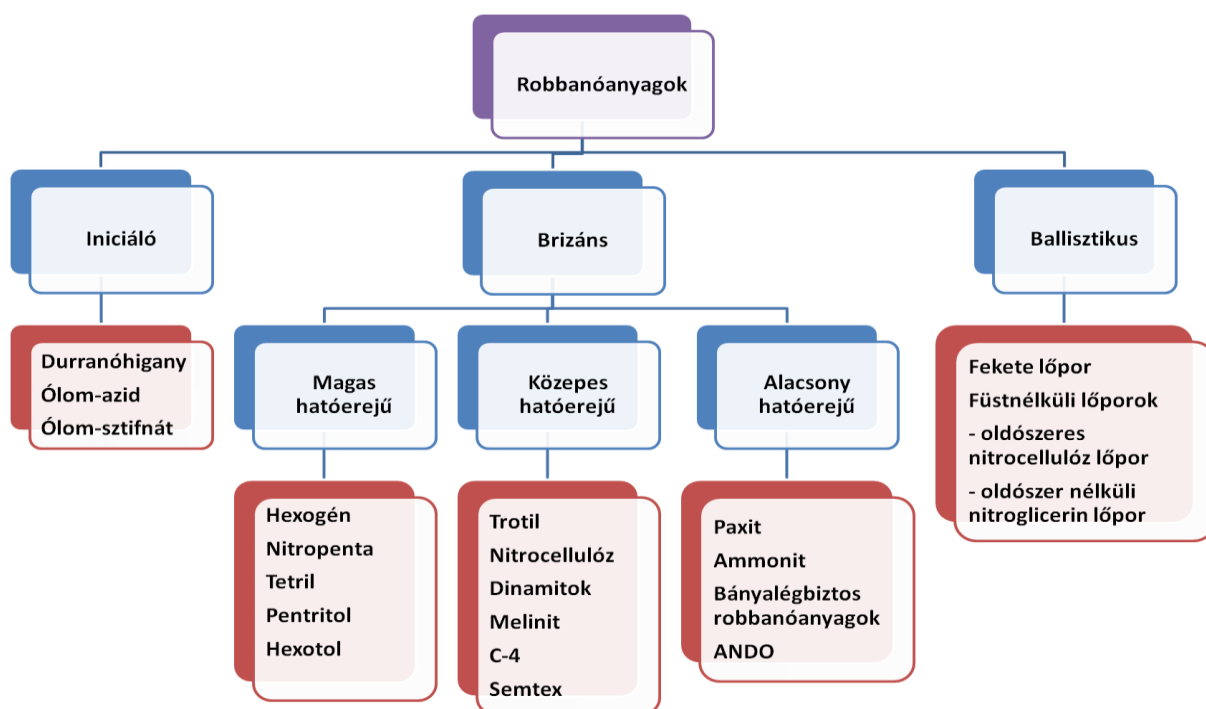 Robbanóanyagok
Iniciáló
Brizáns
Ballisztikus
Durranóhigany
Ólom-azid
Ólom-sztifnát
Magas
hatóerejű
Közepes
hatóerejű
Alacsony
hatóerejű
Fekete lőpor
Füstnélküli lőporok
- oldószeres
nitrocellulóz lőpor
- oldószer nélküli
nitroglicerin lőpor
Hexogén
Nitropenta
Tetril
Pentritol
Hexotol
Trotil
Nitrocellulóz
Dinamitok
Melinit
C-4
Semtex
Paxit
Ammonit
Bányalégbiztos
robbanóanyagok
ANDO